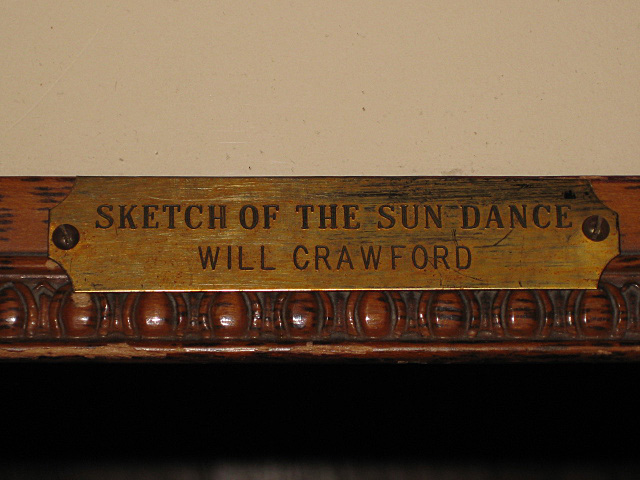 SKETCH OF THE SUN DANCE
WILL CRAWFORD